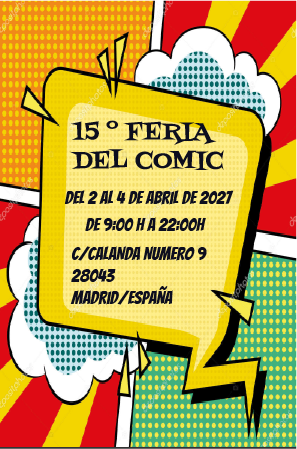 15 º FERIA
DEL COMIC
DEL 2 AL 4 DE ABRIL DE 2027
DE 9:00 H A 22:00H
C/CALANDA NUMERO 9
28043
MADRID/ESPAÑA